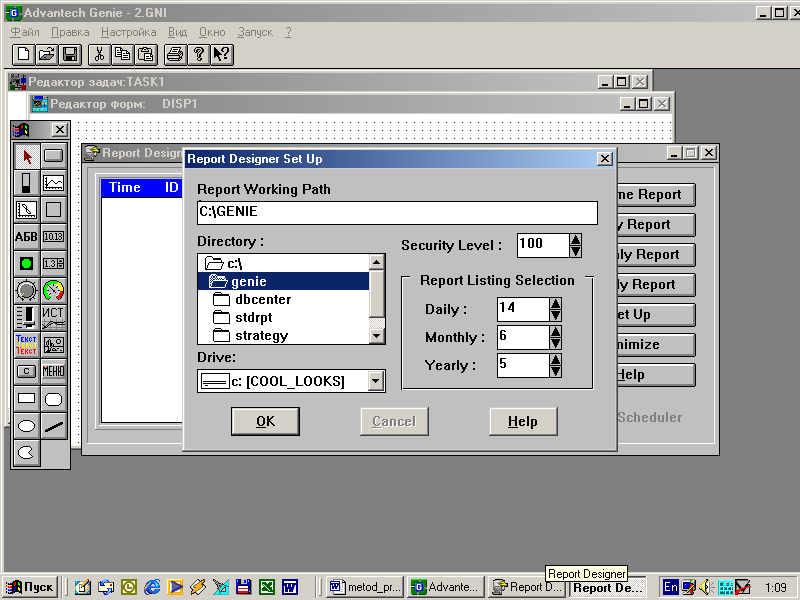 Advantech Genie - 2.GNI
Файл Правка Настройка Вид Окно Запуск ?
Редактор задач:TASK1
Редактор форм: DISP1
Report Design
Report Designer Set Up
Time ID
Report Working Path
C:\GENIE
me Report
Directory :
Security Level : 100
y Report
c:\
genie
dbcenter
stdrpt
strategy
Report Listing Selection
Daily : 14
Monthly : 6
Yearly : 5
ly Report
ly Report
et Up
nimize
Help
Drive:
c: [COOL_LOOKS]
OK
Cancel
Help
Scheduler
АБВ 10.13
1.3
ИСТ
Текст
Текст
C МЕНЮ
Report Designer
Пуск
metod_pr...
Advante...
Report D...
Report De...
En
1:09